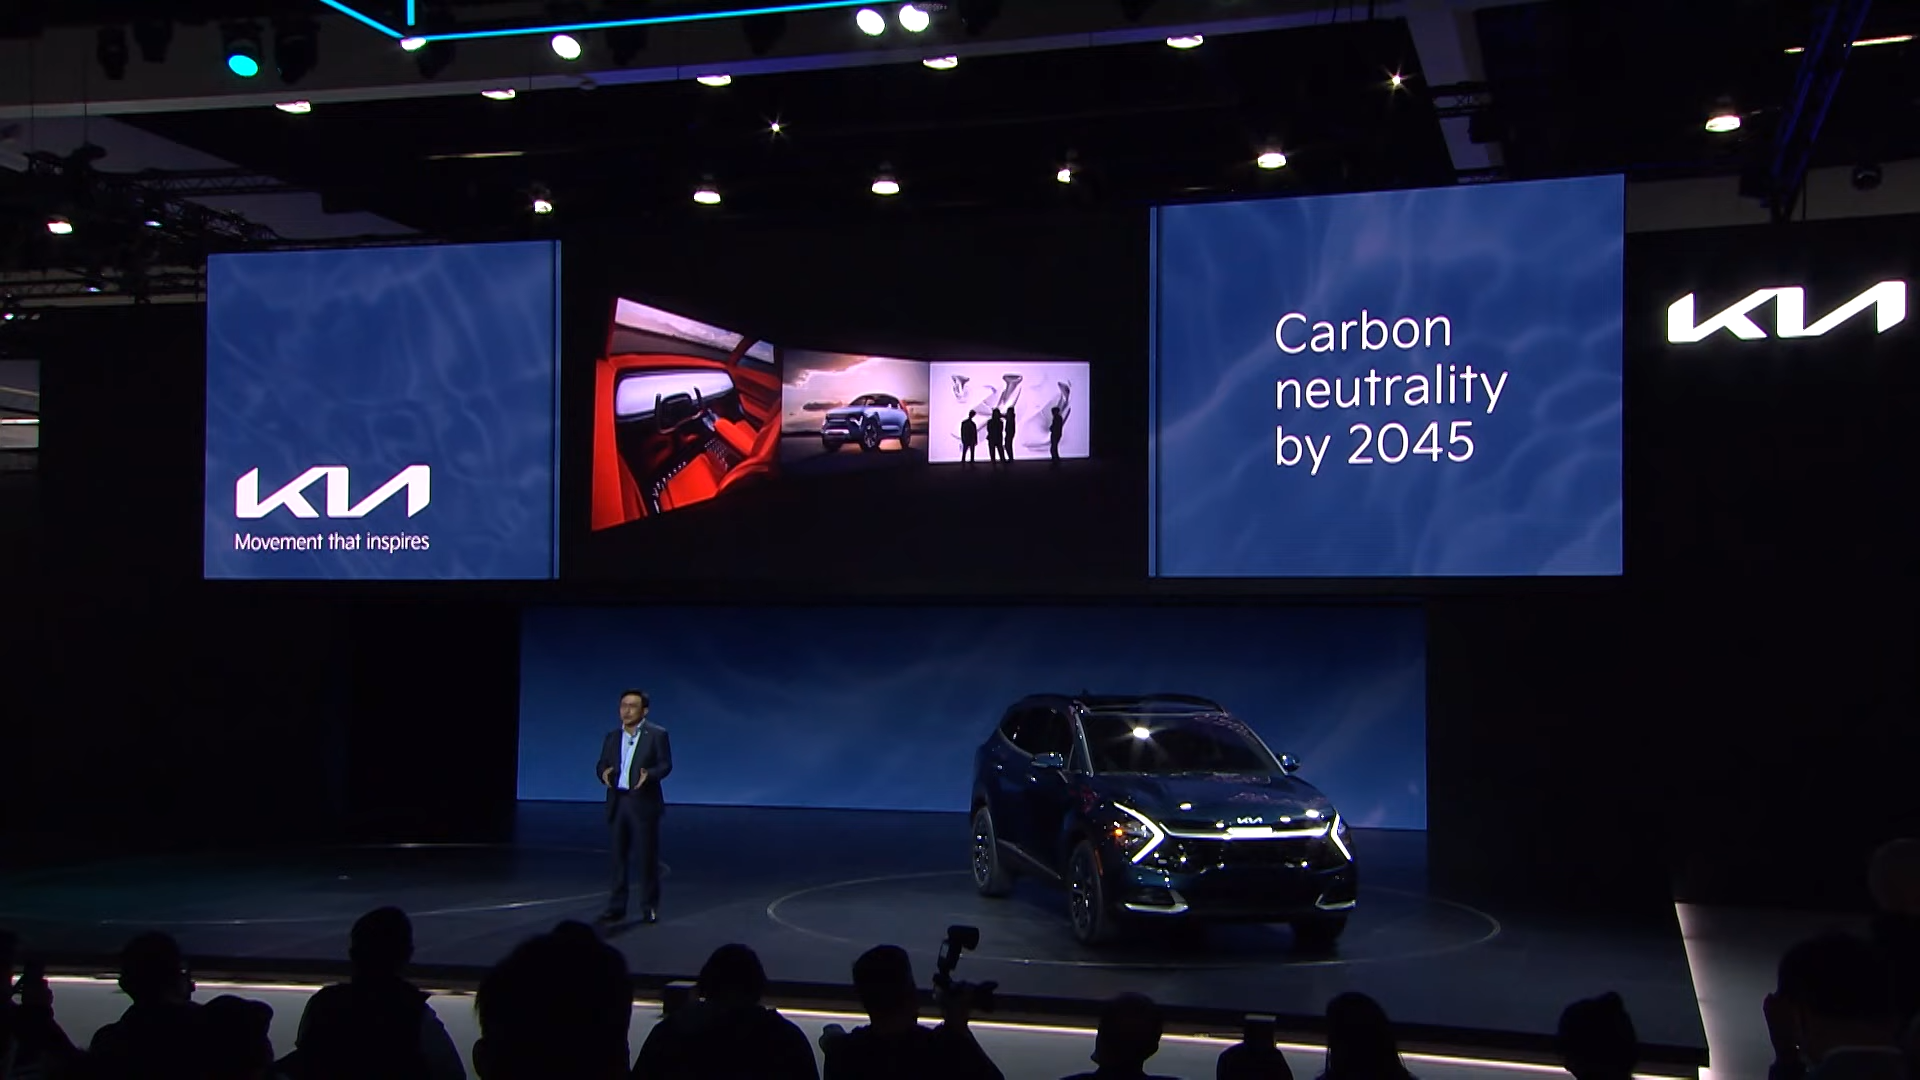 KIA
Movement that inspires
Carbon
neutrality
by 2045
KIA
KIA